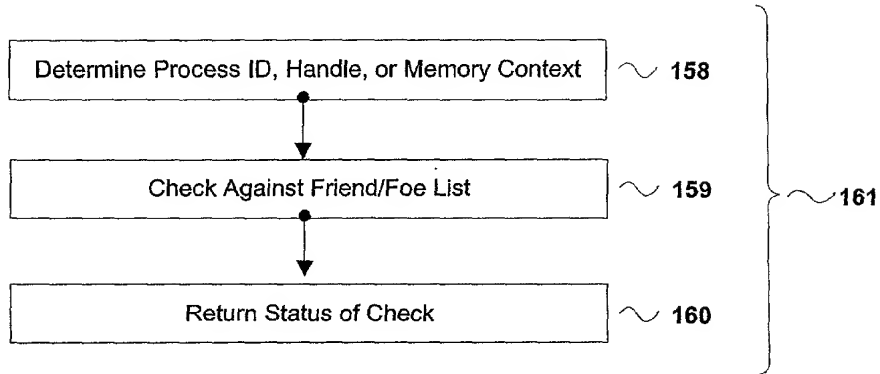 Determine Process ID, Handle, or Memory Context 158
Check Against Friend/Foe List 159
161
Return Status of Check 160